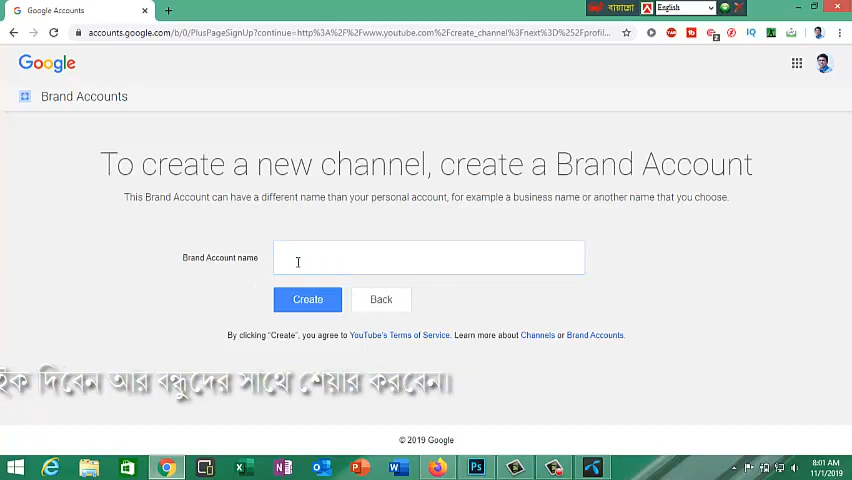 Google Accounts
বায়ান্নো
English
accounts.google.com/b/0/PlusPageSignUp?continue=http%3A%2F%2Fwww.youtube.com%2Fcreate_channel%3Fnext%3D%252Fprofil...
Google
Brand Accounts
To create a new channel, create a Brand Account
This Brand Account can have a different name than your personal account, for example a business name or another name that you choose.
Brand Account name
Create
Back
By clicking "Create", you agree to YouTube's Terms of Service. Learn more about Channels or Brand Accounts.
দিবেন আর বন্ধুদের সাথে শেয়ার করবেন।
© 2019 Google
8:01 AM
11/1/2019